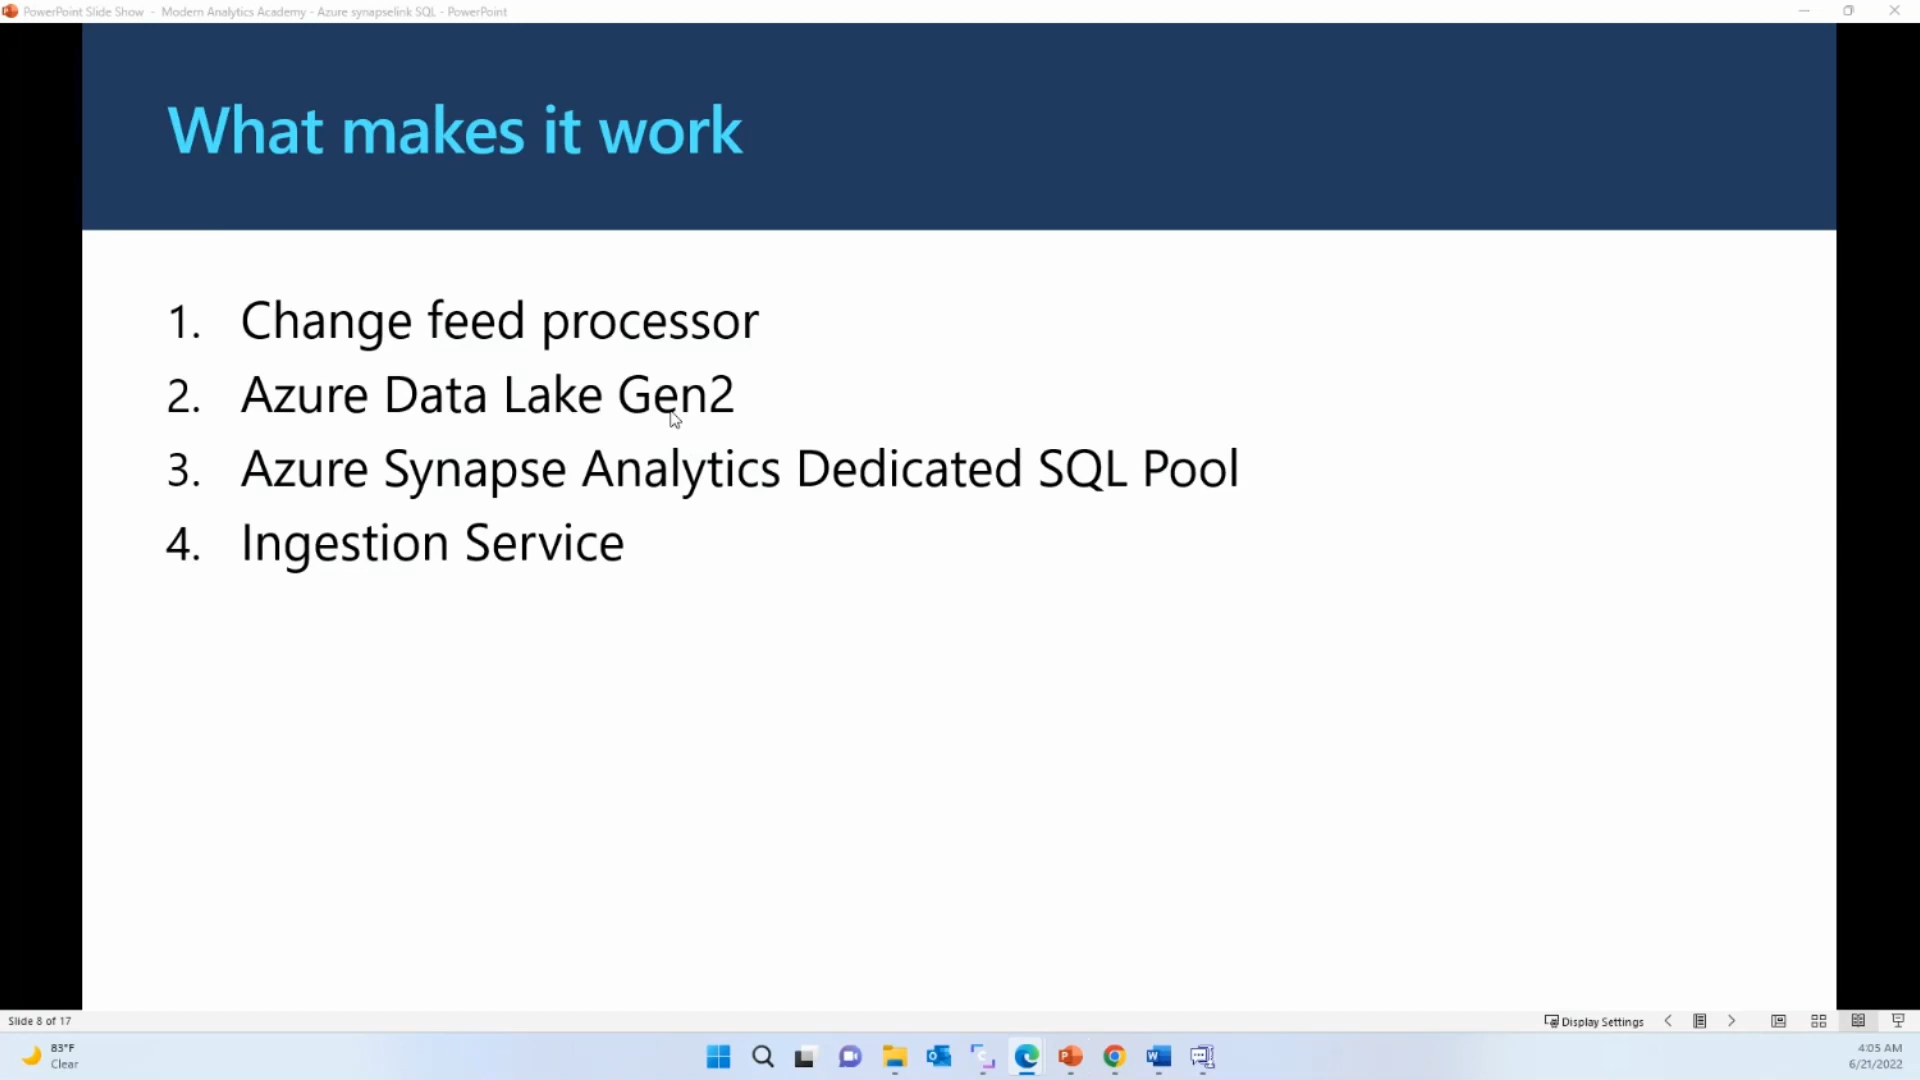 PowerPoint Slide Show - Modern Analytics Academy - Azure synapselink SQL - PowerPoint
What makes it work
1. Change feed processor
2. Azure Data Lake Gen2
3. Azure Synapse Analytics Dedicated SQL Pool
4. Ingestion Service
Slide 8 of 17
Display Settings
83°F
Clear
4:05 AM
6/21/2022